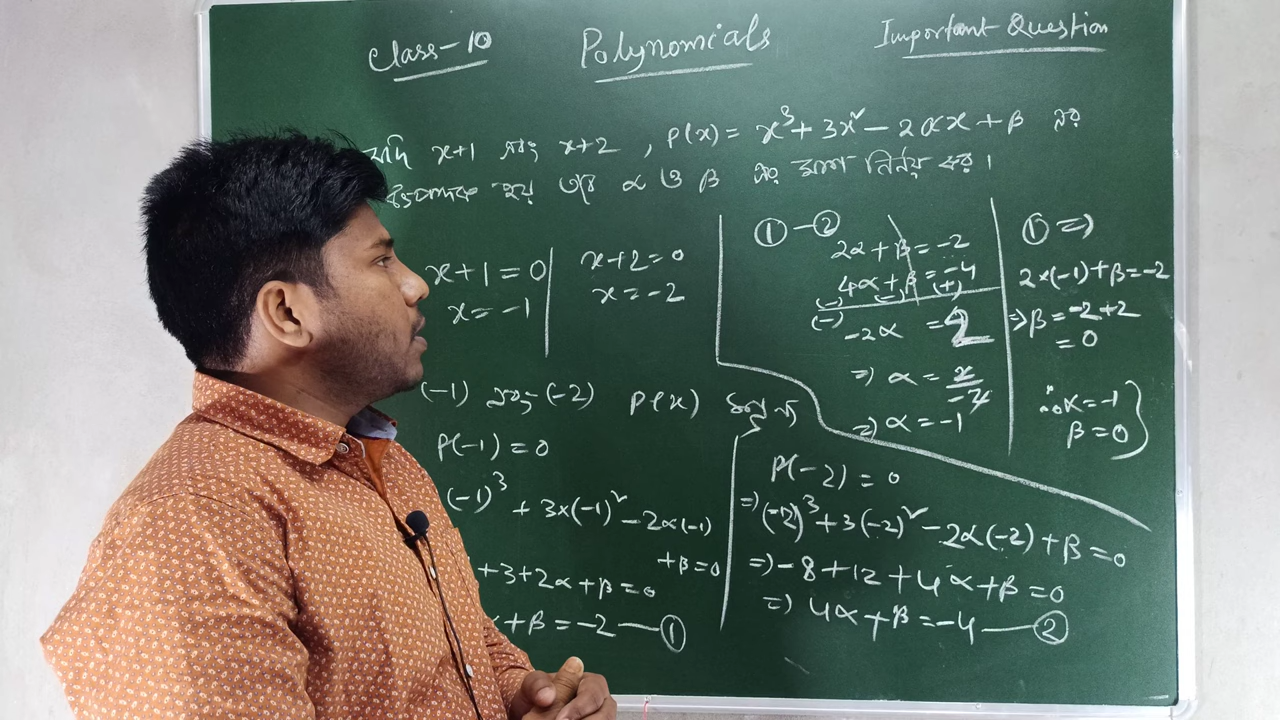 Class-10
Polynomials
Important Question
যদি x+1 এবং x+2 , P(x) = x³ + 3x² - 2αx + β এর
উৎপাদক হয় তবে α ও β এর মান নির্ণয় কর ।
x+1 = 0
x = -1
x+2 = 0
x = -2
(-1) এবং (-2) P(x) এর
P(-1) = 0
(-1)³ + 3x(-1)² - 2α(-1)
+β=0
+3+2α+β=0
+β = -2 — ①
P(-2) = 0
=> (-2)³ + 3(-2)² - 2α(-2) + β = 0
=> -8 + 12 + 4α + β = 0
=> 4α + β = -4 — ②
① - ②
2α + β = -2
4α + β = -4
(-) (-) (+)
(-)
-2α = 2
=> α =
=> α = -1
① =>
2×(-1) + β = -2
=> β = -2+2
= 0
∴ α = -1
β = 0